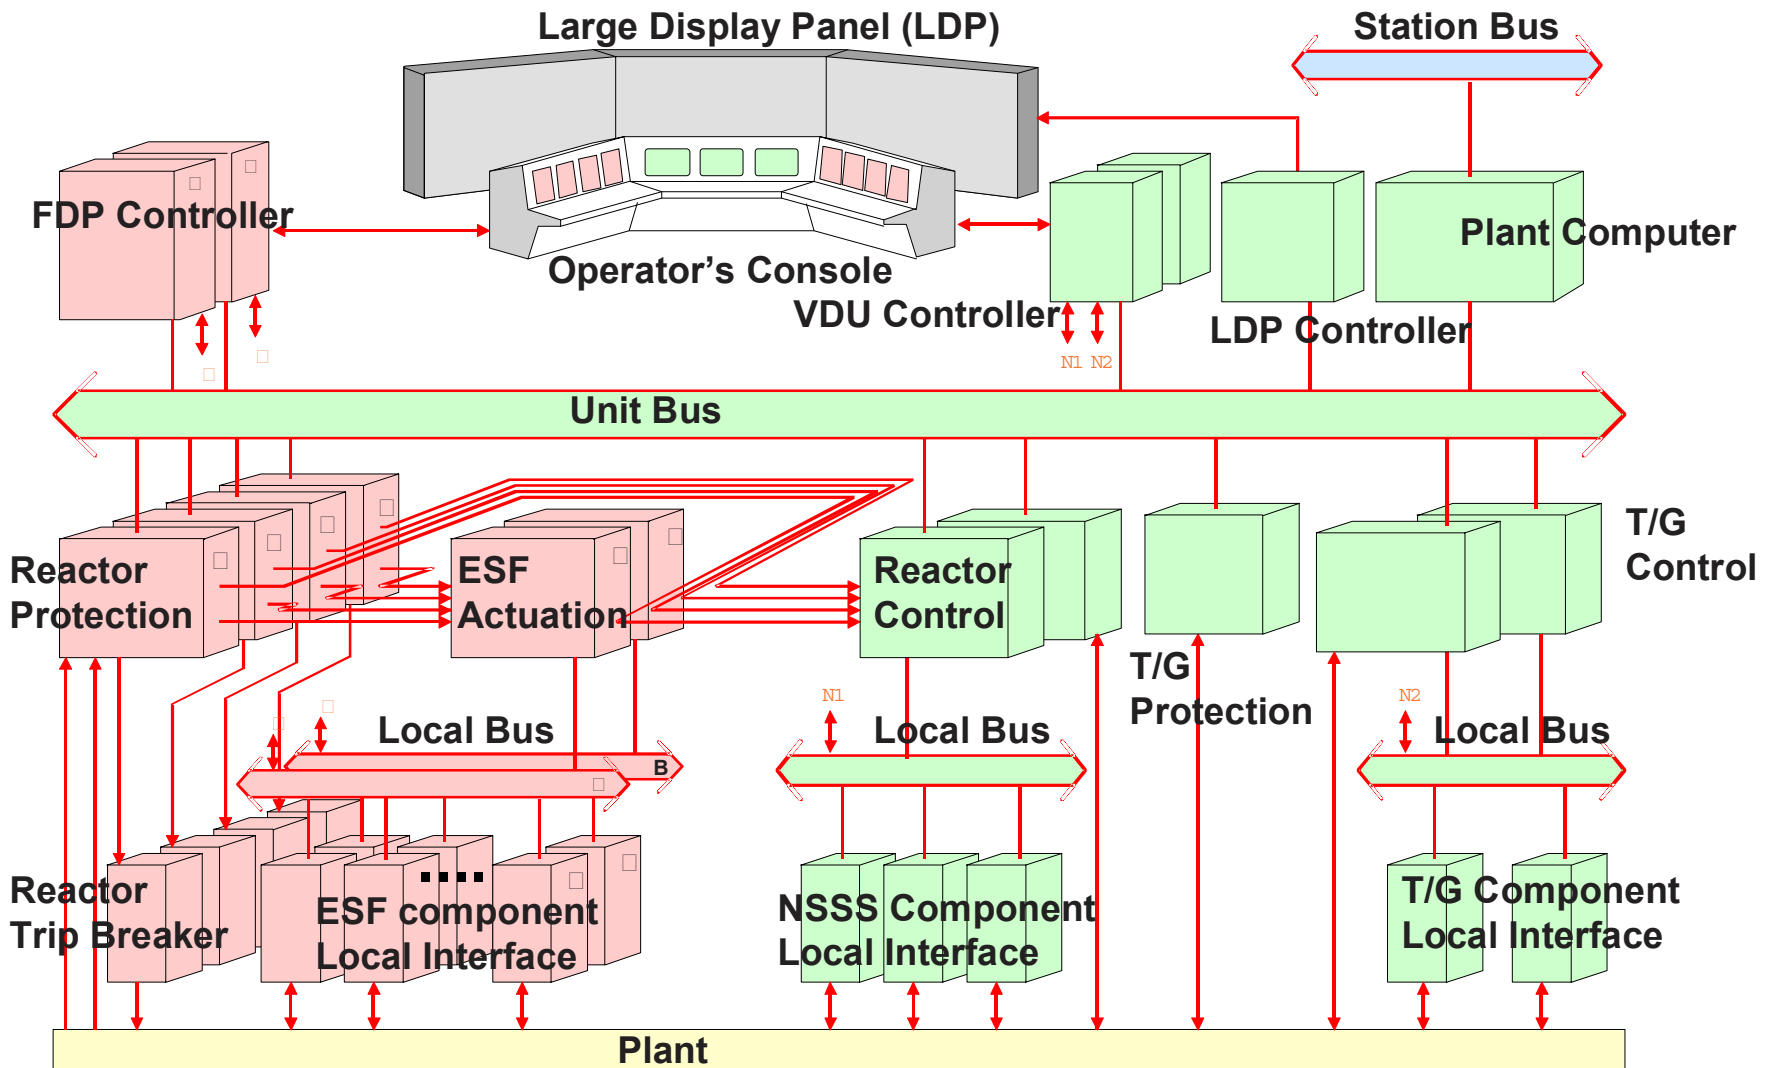 Large Display Panel (LDP)
Station Bus
FDP Controller
Plant Computer
Operator's Console
VDU Controller
LDP Controller
N1 N2
Unit Bus
Reactor
Protection
ESF
Actuation
Reactor
Control
T/G
Control
T/G
Protection
N1
N2
Local Bus
Local Bus
Local Bus
B
Reactor
Trip Breaker
ESF component
Local Interface
NSSS Component
Local Interface
T/G Component
Local Interface
Plant